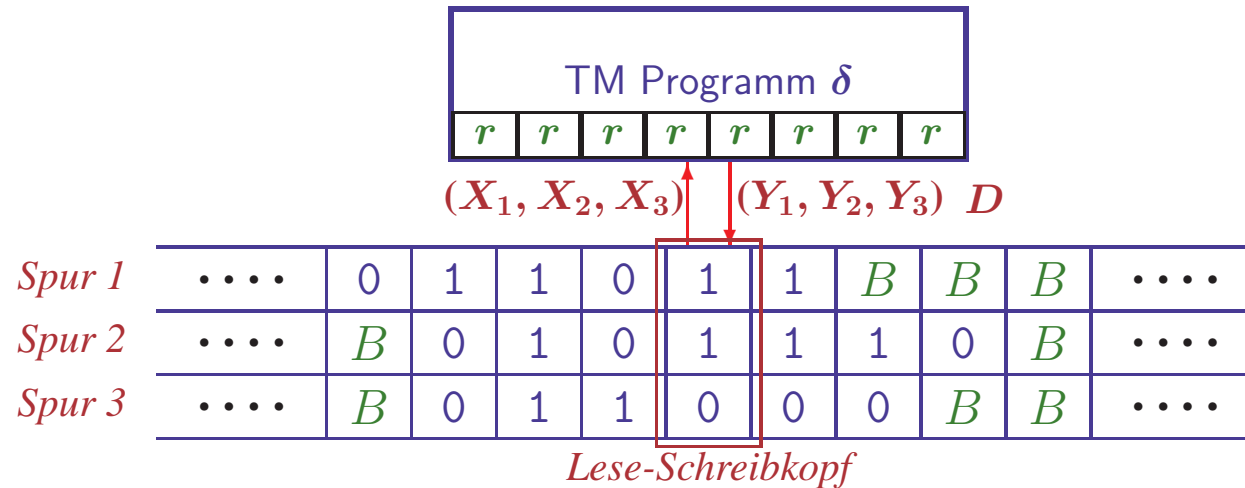 TM Programm δ
r r r r r r r r
(X₁, X₂, X₃) (Y₁, Y₂, Y₃) D
Spur 1 ···· 0 1 1 0 1 1 B B B ····
Spur 2 ···· B 0 1 0 1 1 1 0 B ····
Spur 3 ···· B 0 1 1 0 0 0 B B ····
Lese-Schreibkopf